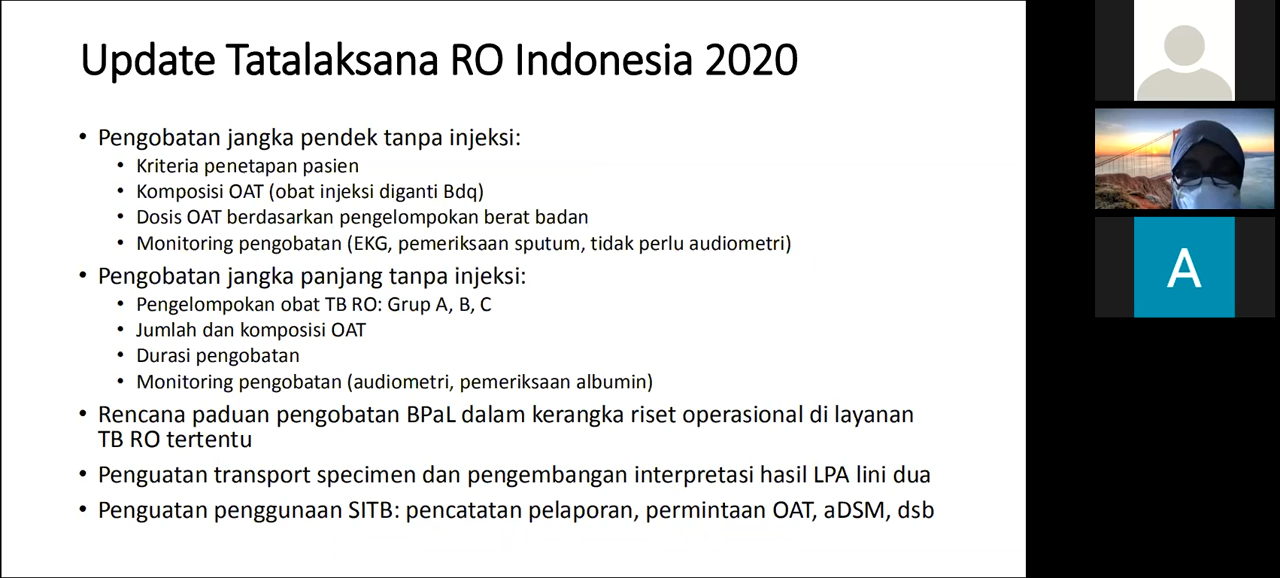 Update Tatalaksana RO Indonesia 2020
• Pengobatan jangka pendek tanpa injeksi:
• Kriteria penetapan pasien
• Komposisi OAT (obat injeksi diganti Bdq)
• Dosis OAT berdasarkan pengelompokan berat badan
• Monitoring pengobatan (EKG, pemeriksaan sputum, tidak perlu audiometri)
• Pengobatan jangka panjang tanpa injeksi:
• Pengelompokan obat TB RO: Grup A, B, C
• Jumlah dan komposisi OAT
• Durasi pengobatan
• Monitoring pengobatan (audiometri, pemeriksaan albumin)
• Rencana paduan pengobatan BPaL dalam kerangka riset operasional di layanan
TB RO tertentu
• Penguatan transport specimen dan pengembangan interpretasi hasil LPA lini dua
• Penguatan penggunaan SITB: pencatatan pelaporan, permintaan OAT, aDSM, dsb
A